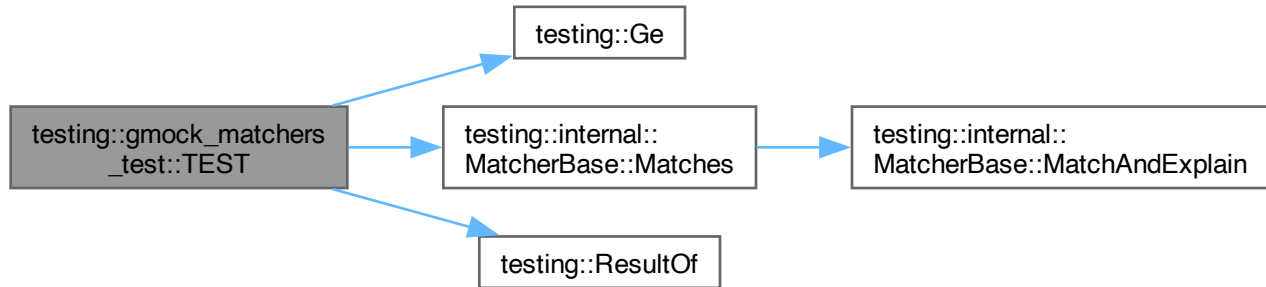 testing::Ge
testing::gmock_matchers
_test::TEST
testing::internal::
MatcherBase::Matches
testing::internal::
MatcherBase::MatchAndExplain
testing::ResultOf